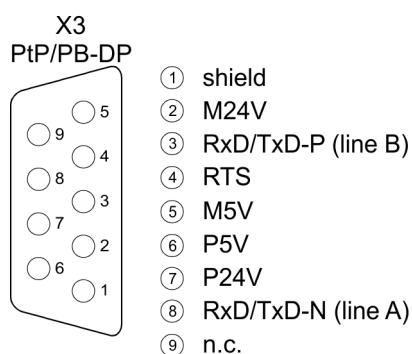 X3
PtP/PB-DP
5
9
4
8
3
7
2
6
1
1 shield
2 M24V
3 RxD/TxD-P (line B)
4 RTS
5 M5V
6 P5V
7 P24V
8 RxD/TxD-N (line A)
9 n.c.